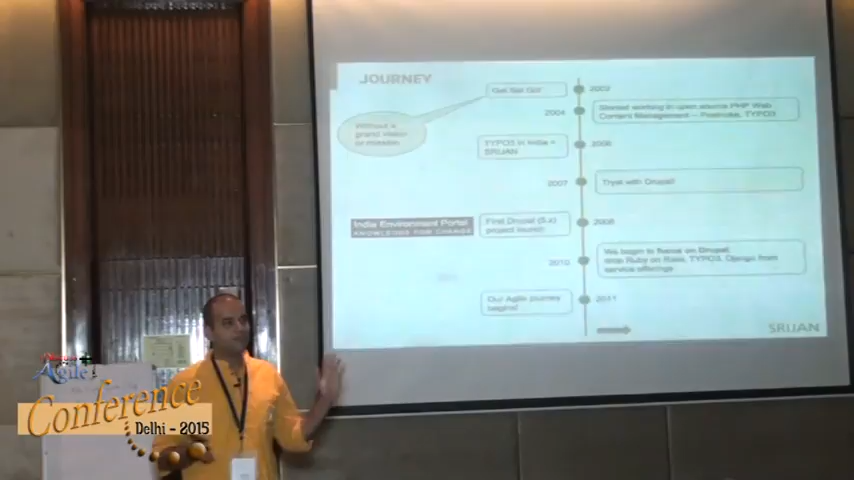 JOURNEY
Get Set Go!
2002
Without a
grand vision
or mission
2004
Started working in open source PHP Web
Content Management – Postnuke, TYPO3
TYPO3 in India =
SRIJAN
2006
2007
Tryst with Drupal!
India Environment Portal
KNOWLEDGE FOR CHANGE
First Drupal (5.x)
project launch
2008
2010
We begin to focus on Drupal;
drop Ruby on Rails, TYPO3, Django from
service offerings
Our Agile journey
begins!
2011
SRIJAN
Agile
Conference
Delhi - 2015